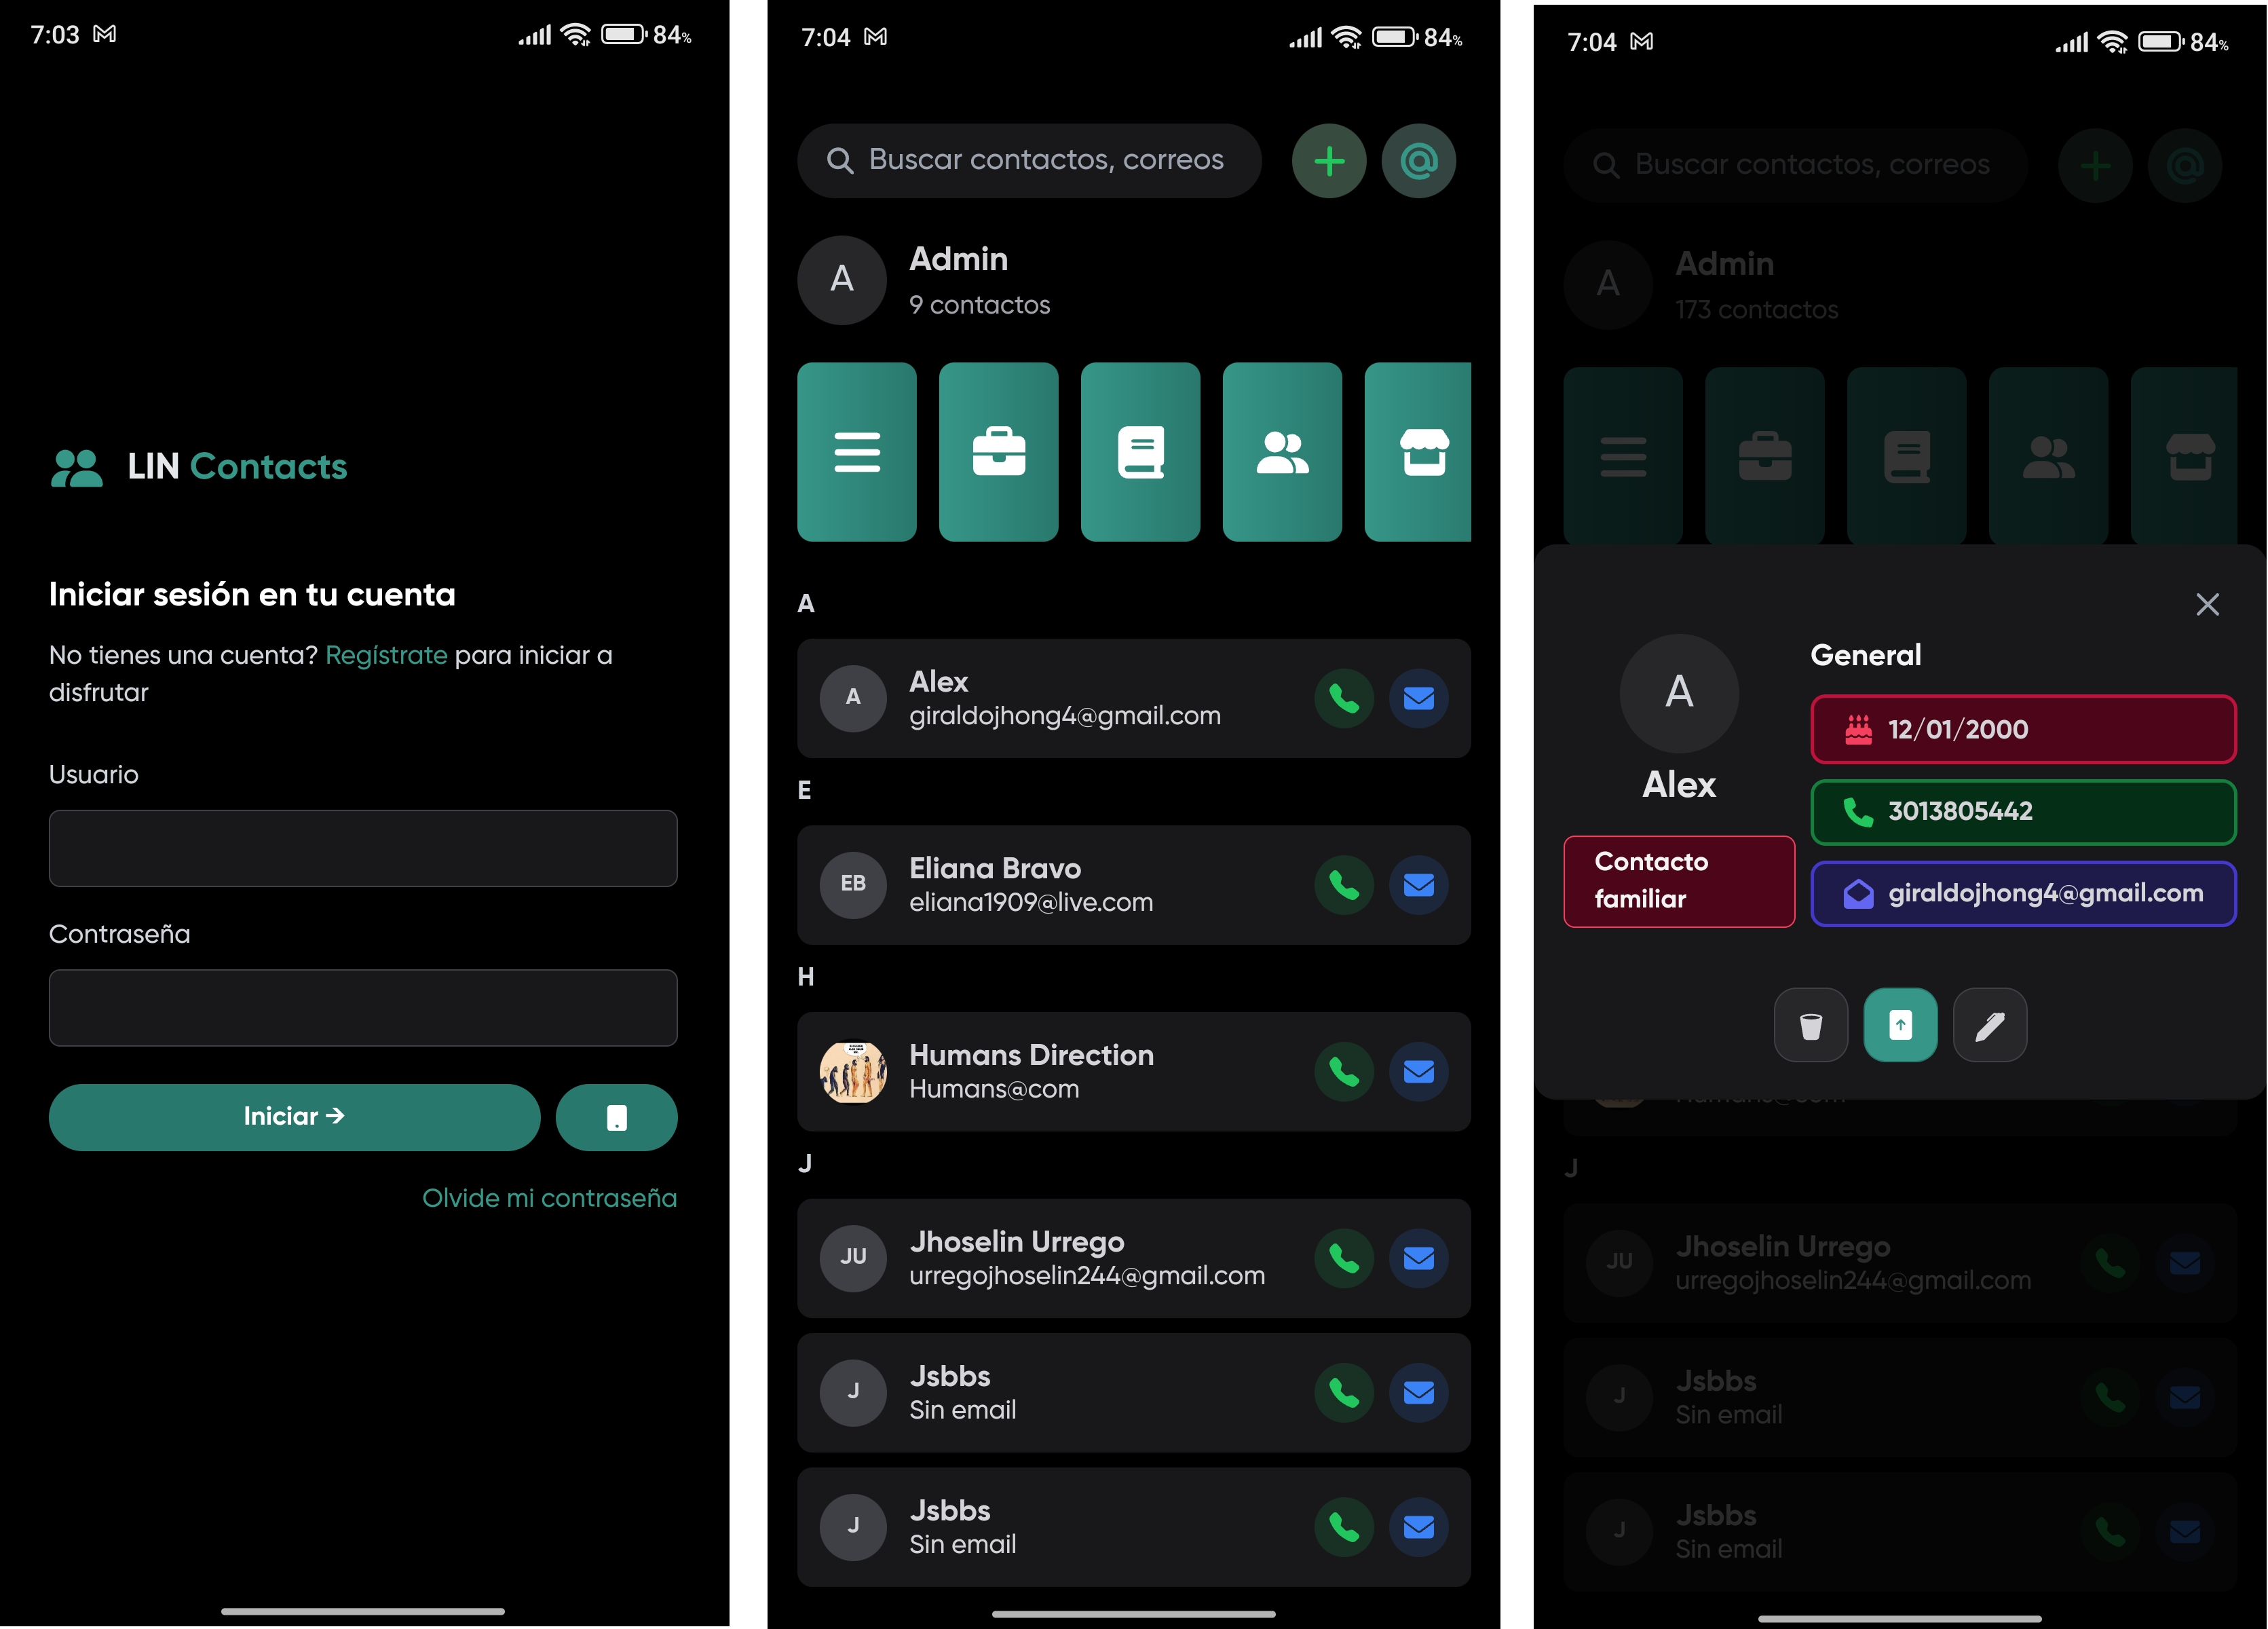 7:03
84%
LIN Contacts
Iniciar sesión en tu cuenta
No tienes una cuenta? Regístrate para iniciar a
disfrutar
Usuario
Contraseña
Iniciar →
Olvide mi contraseña
7:04
84%
Buscar contactos, correos
A
Admin
9 contactos
A
A
Alex
giraldojhong4@gmail.com
E
EB
Eliana Bravo
eliana1909@live.com
H
Humans Direction
Humans@com
J
JU
Jhoselin Urrego
urregojhoselin244@gmail.com
J
Jsbbs
Sin email
J
Jsbbs
Sin email
7:04
84%
Buscar contactos, correos
A
Admin
173 contactos
A
Alex
Contacto
familiar
General
12/01/2000
3013805442
giraldojhong4@gmail.com
Humans@com
J
JU
Jhoselin Urrego
urregojhoselin244@gmail.com
J
Jsbbs
Sin email
J
Jsbbs
Sin email